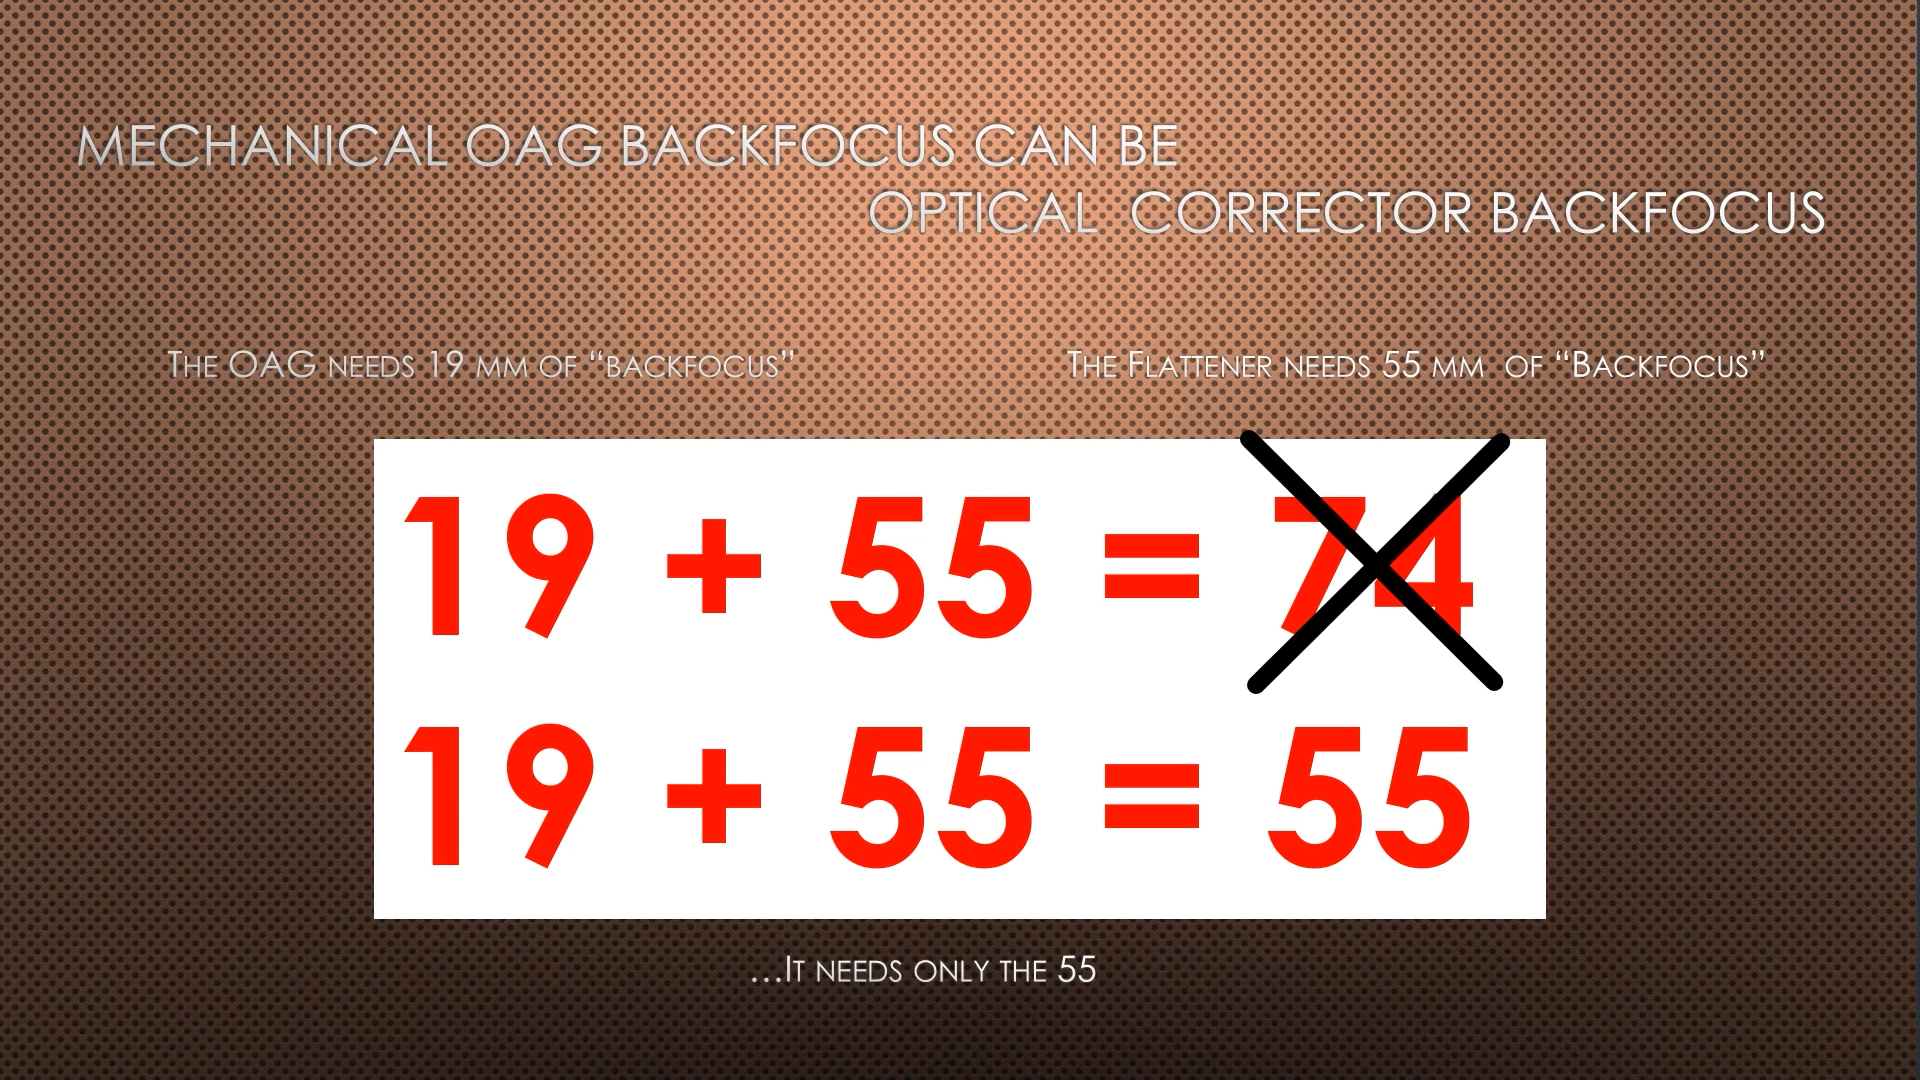 MECHANICAL OAG BACKFOCUS CAN BE
OPTICAL CORRECTOR BACKFOCUS
THE OAG NEEDS 19 MM OF “BACKFOCUS”
THE FLATTENER NEEDS 55 MM OF “BACKFOCUS”
19 + 55 = 74
19 + 55 = 55
…IT NEEDS ONLY THE 55